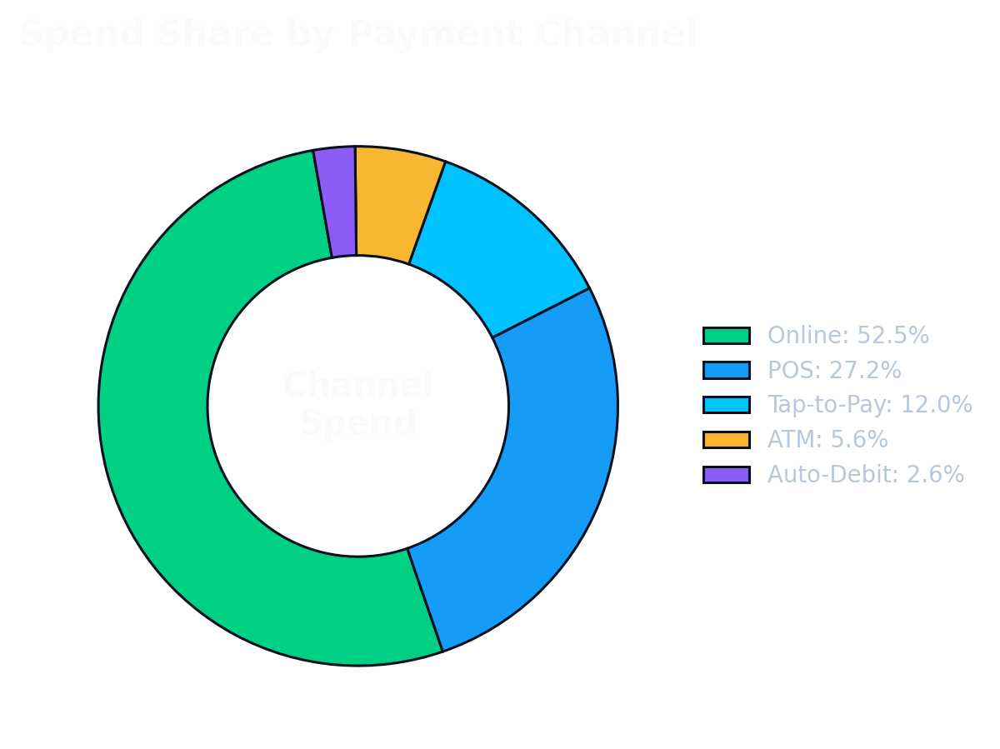 Spend Share by Payment Channel
Channel
Spend
Online: 52.5%
POS: 27.2%
Tap-to-Pay: 12.0%
ATM: 5.6%
Auto-Debit: 2.6%